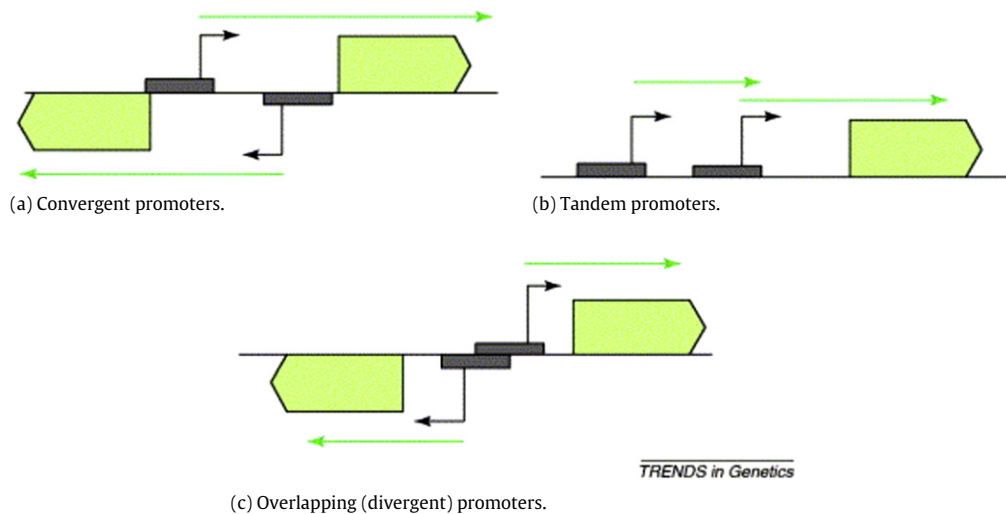 (a) Convergent promoters.
(b) Tandem promoters.
TRENDS in Genetics
(c) Overlapping (divergent) promoters.